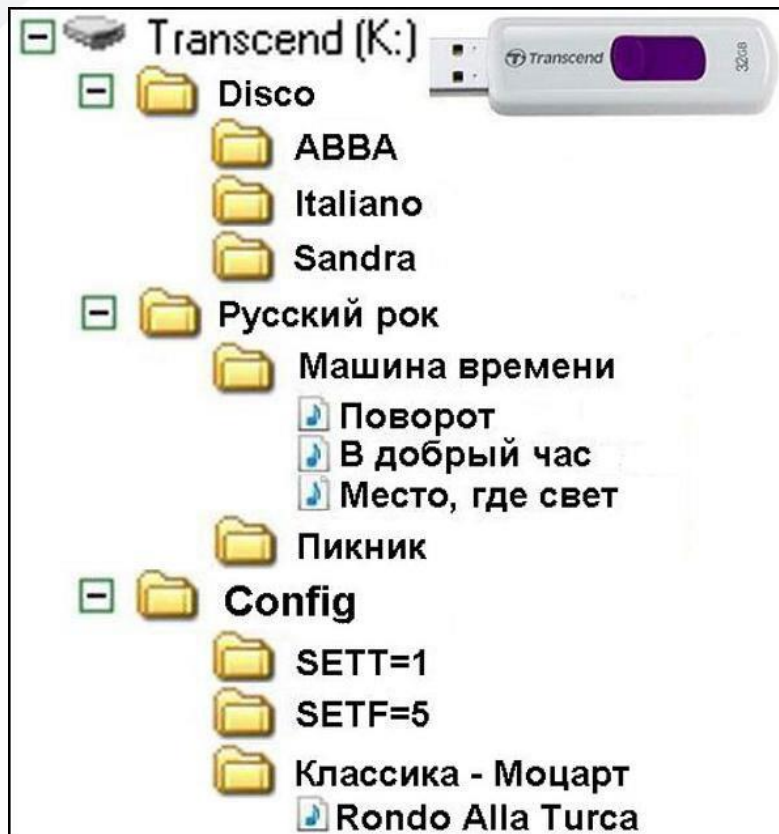 Transcend (K:)
Transcend
32GB
Disco
ABBA
Italiano
Sandra
Русский рок
Машина времени
Поворот
В добрый час
Место, где свет
Пикник
Config
SETT=1
SETF=5
Классика - Моцарт
Rondo Alla Turca